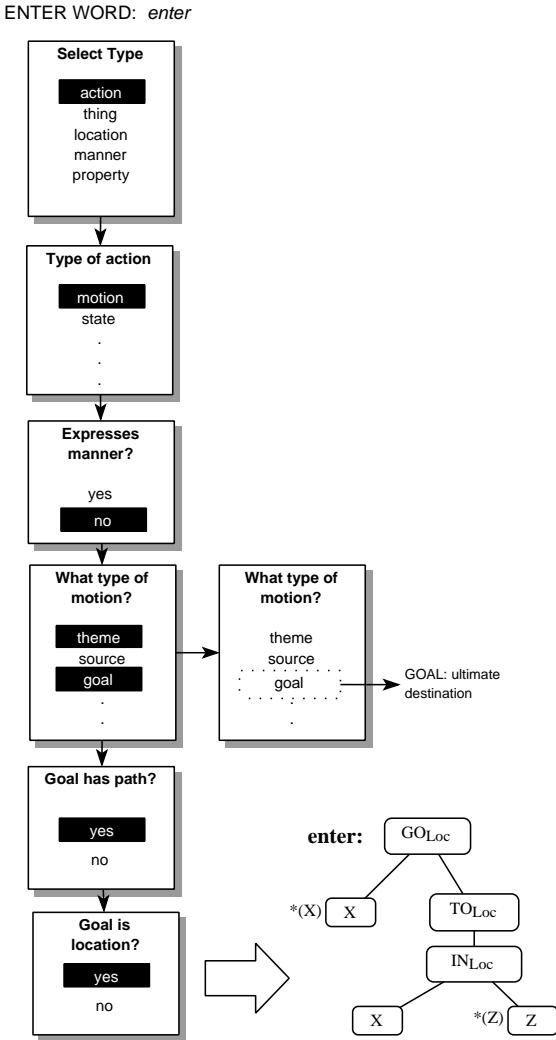 ENTER WORD: enter
Select Type
action
thing
location
manner
property
Type of action
motion
state
.
.
.
Expresses
manner?
yes
no
What type of
motion?
theme
source
goal
.
.
What type of
motion?
theme
source
goal
.
.
GOAL: ultimate
destination
Goal has path?
yes
no
Goal is
location?
yes
no
enter:
GOLoc
*(X) X
TOLoc
INLoc
X
*(Z) Z